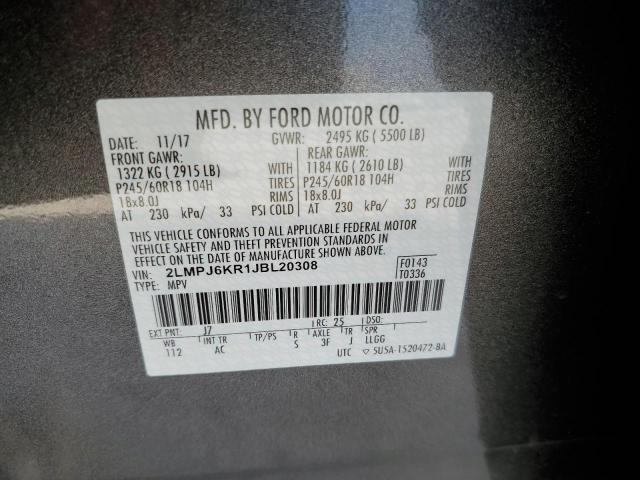 MFD. BY FORD MOTOR CO.
DATE: 11/17 GVWR: 2495 KG ( 5500 LB)
FRONT GAWR: REAR GAWR:
1322 KG ( 2915 LB) WITH 1184 KG ( 2610 LB) WITH
P245/60R18 104H TIRES P245/60R18 104H TIRES
18x8.0J RIMS 18x8.0J RIMS
AT 230 kPa/ 33 PSI COLD AT 230 kPa/ 33 PSI COLD
THIS VEHICLE CONFORMS TO ALL APPLICABLE FEDERAL MOTOR
VEHICLE SAFETY AND THEFT PREVENTION STANDARDS IN
EFFECT ON THE DATE OF MANUFACTURE SHOWN ABOVE.
VIN: 2LMPJ6KR1JBL20308 F0143
TYPE: MPV T0336
EXT PNT: J7 RC: 25 DSO:
WB INT TR TP/PS R AXLE TR SPR
112 AC S 3F J LLGG
UTC ▽ 5U5A-1520472-BA